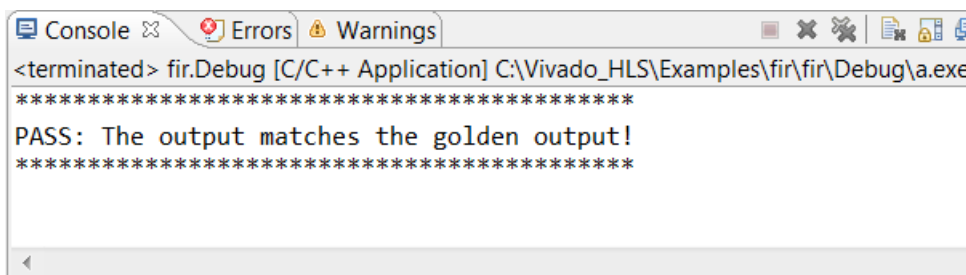 Console Errors Warnings
<terminated> fir.Debug [C/C++ Application] C:\Vivado_HLS\Examples\fir\fir\Debug\a.exe
*******************************************
PASS: The output matches the golden output!
*******************************************